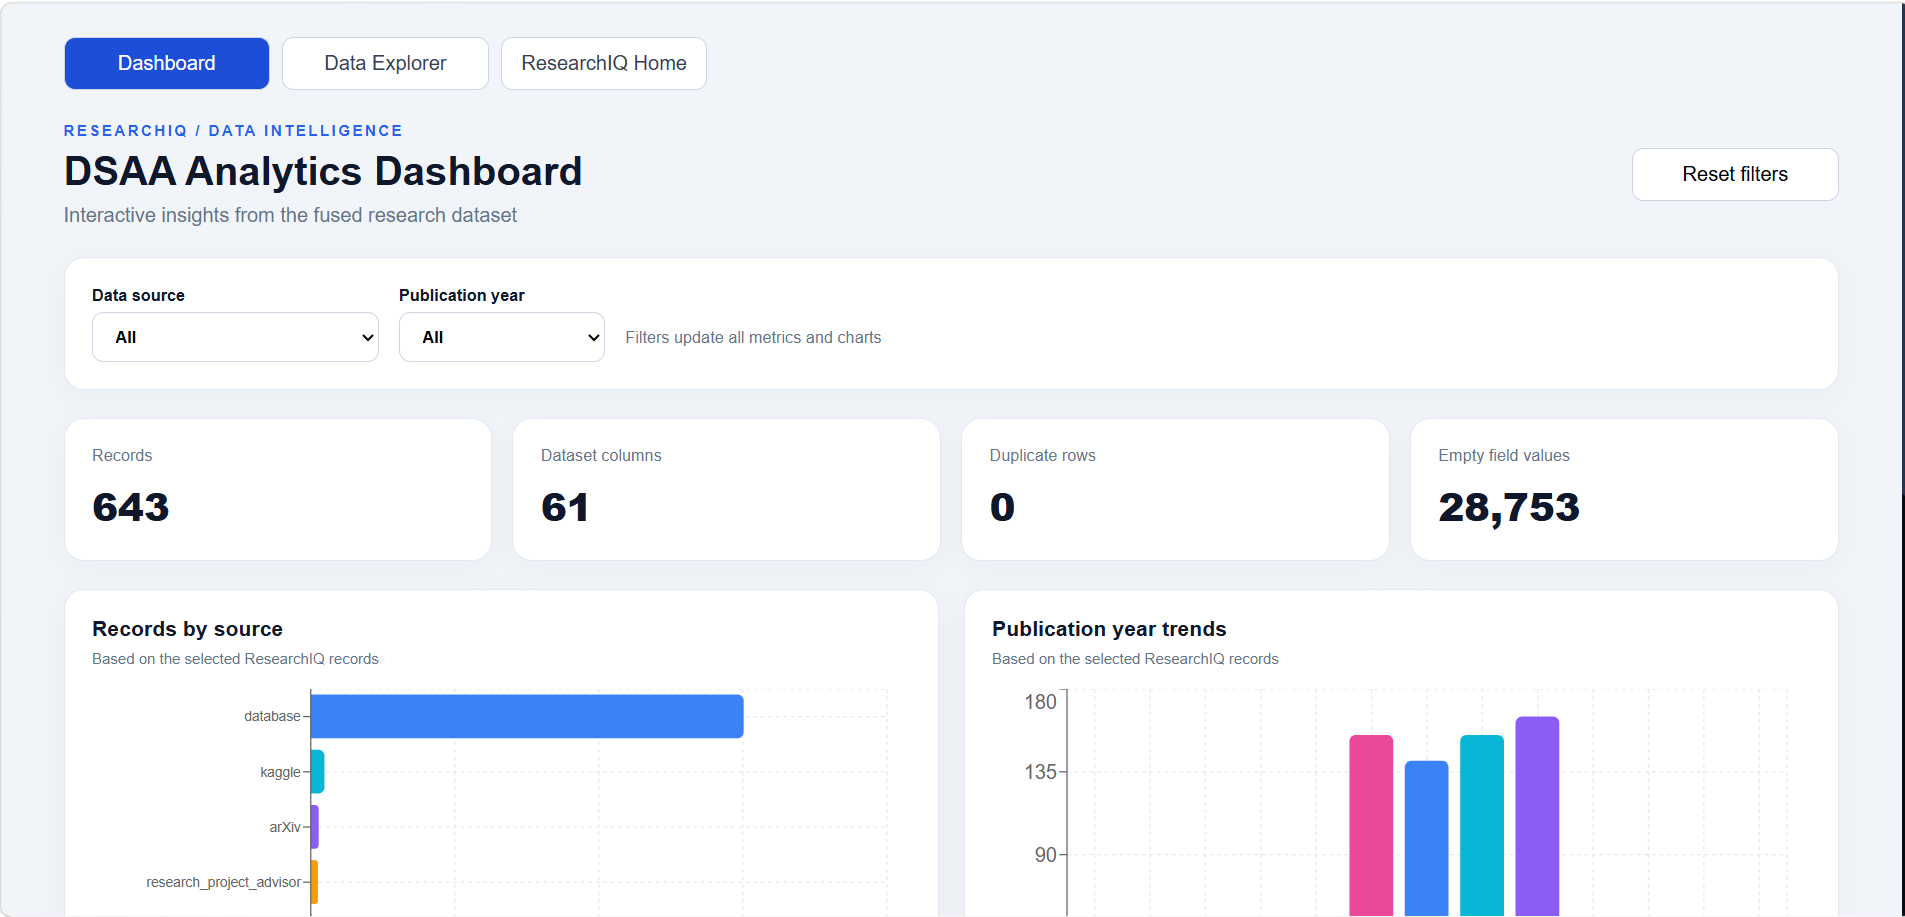 Dashboard
Data Explorer
ResearchIQ Home
RESEARCHIQ / DATA INTELLIGENCE
DSAA Analytics Dashboard
Interactive insights from the fused research dataset
Reset filters
Data source
Publication year
All
All
Filters update all metrics and charts
Records
643
Dataset columns
61
Duplicate rows
0
Empty field values
28,753
Records by source
Based on the selected ResearchIQ records
database
kaggle
arXiv
research_project_advisor
Publication year trends
Based on the selected ResearchIQ records
180
135
90